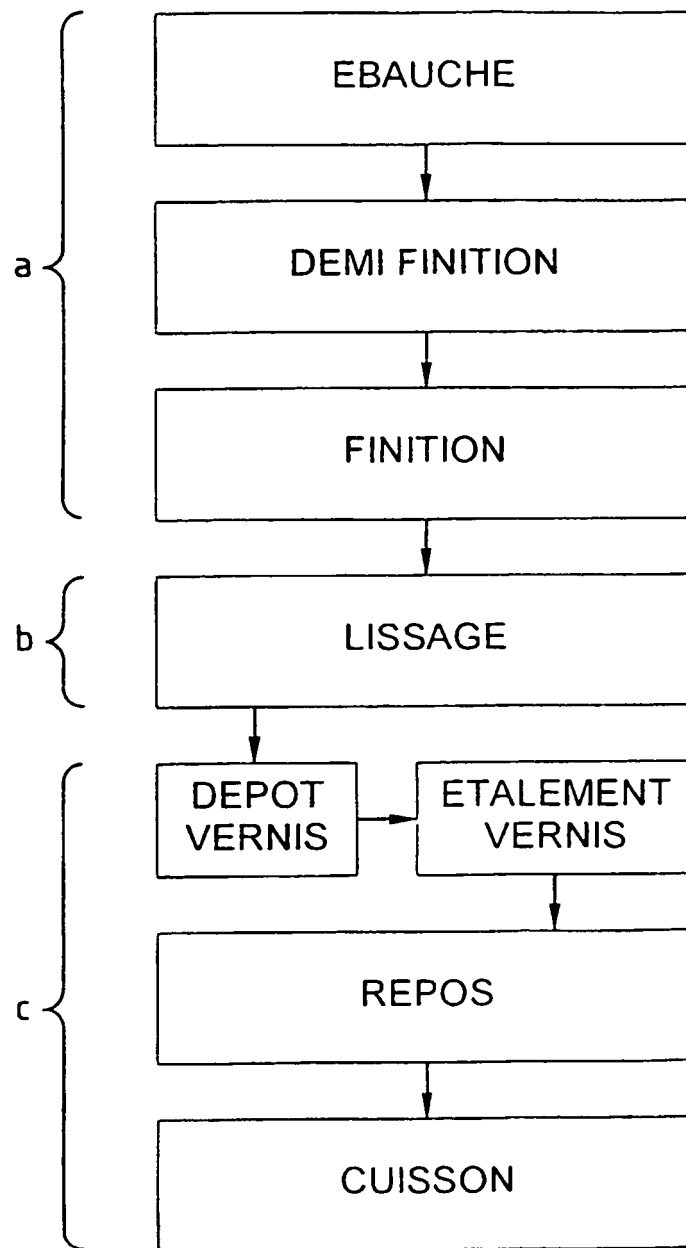 EBAUCHE
a
DEMI FINITION
FINITION
b
LISSAGE
DEPOT
VERNIS
ETALEMENT
VERNIS
c
REPOS
CUISSON